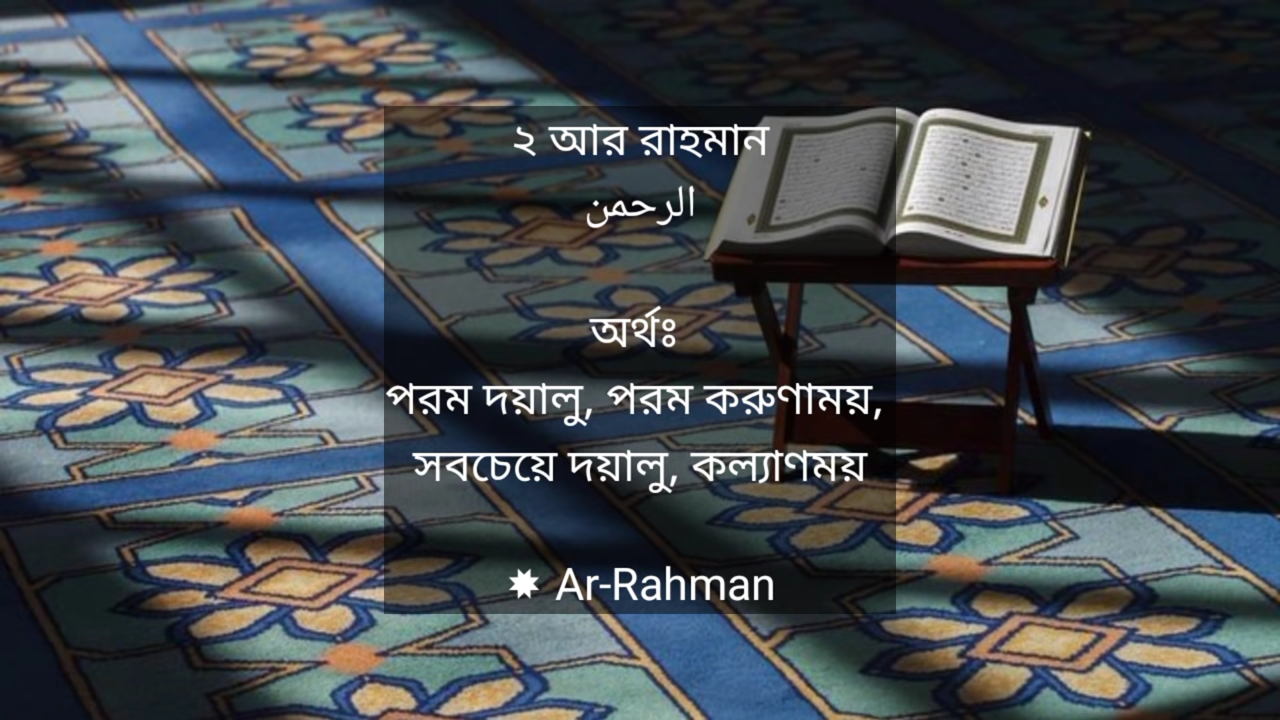 ২ আর রাহমান
الرحمن
অর্থঃ
পরম দয়ালু, পরম করুণাময়,
সবচেয়ে দয়ালু, কল্যাণময়
✸ Ar-Rahman